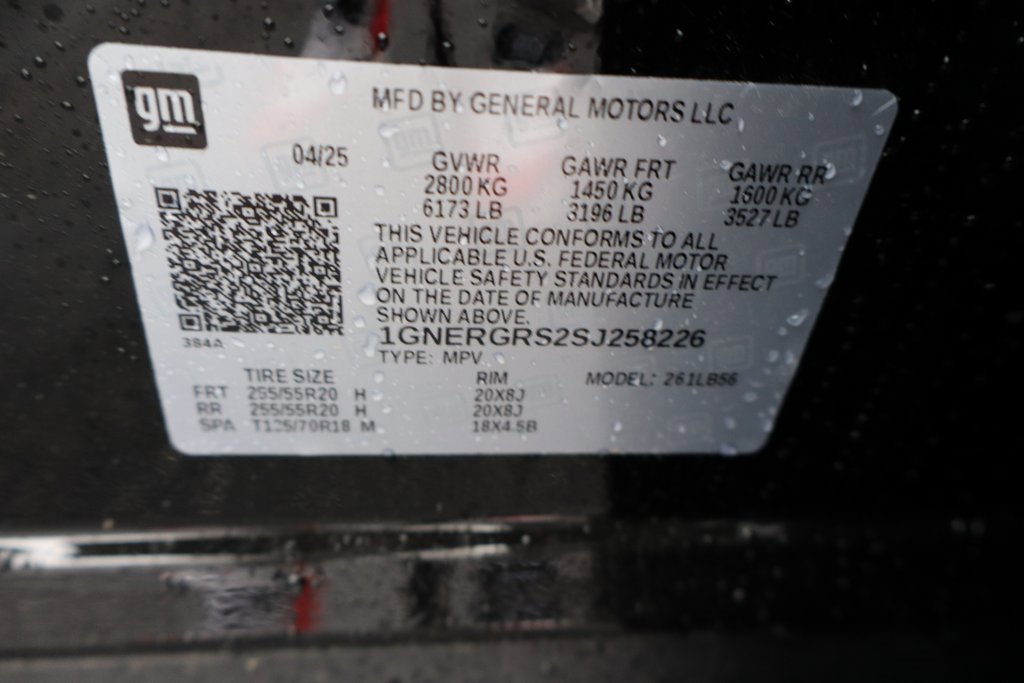 gm
MFD BY GENERAL MOTORS LLC
04/25
GVWR GAWR FRT GAWR RR
2800 KG 1450 KG 1600 KG
6173 LB 3196 LB 3527 LB
THIS VEHICLE CONFORMS TO ALL
APPLICABLE U.S. FEDERAL MOTOR
VEHICLE SAFETY STANDARDS IN EFFECT
ON THE DATE OF MANUFACTURE
SHOWN ABOVE.
1GNERGRS2SJ258226
384A
TYPE: MPV
TIRE SIZE RIM MODEL: 261LB56
FRT 255/55R20 H 20X8J
RR 255/55R20 H 20X8J
SPA T135/70R18 M 18X4.5B